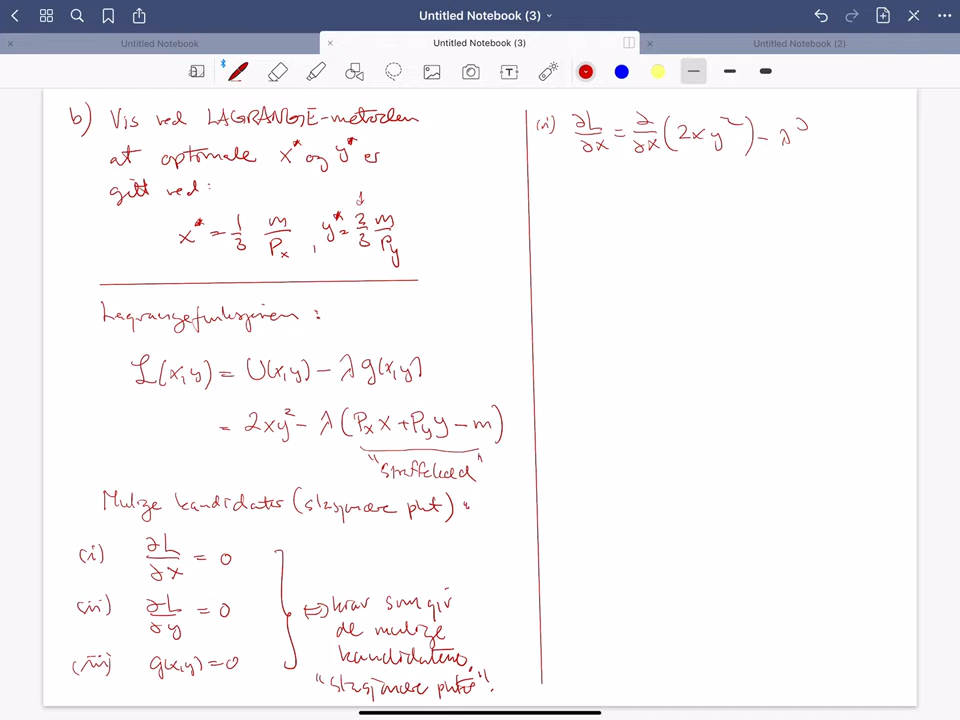 Untitled Notebook (3)
Untitled Notebook
Untitled Notebook (3)
Untitled Notebook (2)
b) Vis ved LAGRANGE-metoden
at optimale x* og y* er
gitt ved:
x* = 1/3 m/Px , y* = 2/3 m/Py
Lagrangefunksjonen :
L(x,y) = U(x,y) − λ g(x,y)
= 2xy² − λ (Px x + Py y − m)
"straffeledd"
Mulige kandidater (stasjonære pkt) :
(i) ∂L/∂x = 0
(ii) ∂L/∂y = 0
(iii) g(x,y) = 0
⇔ krav som gir
de mulige
kandidatene.
"stasjonære pkte".
(i) ∂L/∂x = ∂/∂x (2xy²) − λ ∂